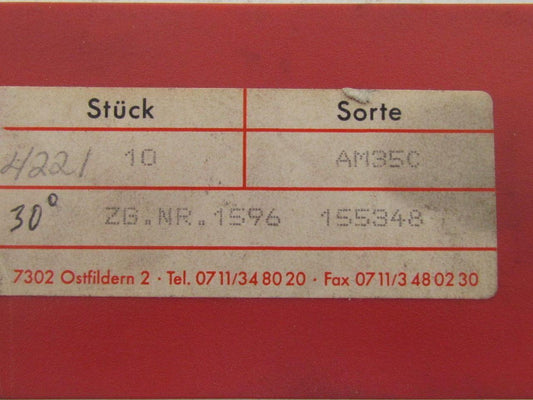 Stück Sorte
4221 10 AM35C
30° ZG.NR.1596 155348
7302 Ostfildern 2 · Tel. 0711/34 80 20 · Fax 0711/3 48 02 30